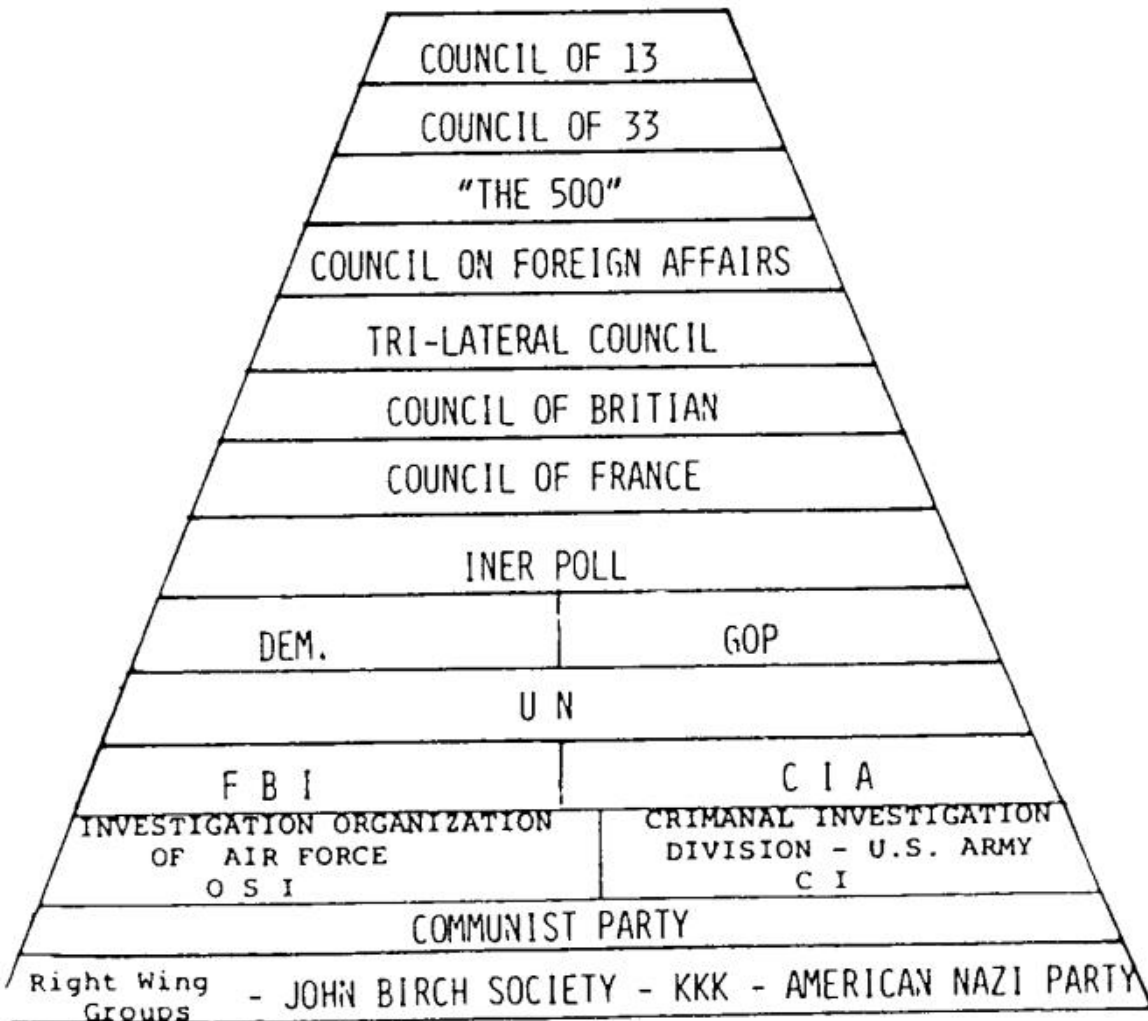 COUNCIL OF 13
COUNCIL OF 33
"THE 500"
COUNCIL ON FOREIGN AFFAIRS
TRI-LATERAL COUNCIL
COUNCIL OF BRITIAN
COUNCIL OF FRANCE
INER POLL
DEM.
GOP
U N
F B I
C I A
INVESTIGATION ORGANIZATION
OF AIR FORCE
O S I
CRIMANAL INVESTIGATION
DIVISION - U.S. ARMY
C I
COMMUNIST PARTY
Right Wing
Groups
- JOHN BIRCH SOCIETY - KKK - AMERICAN NAZI PARTY